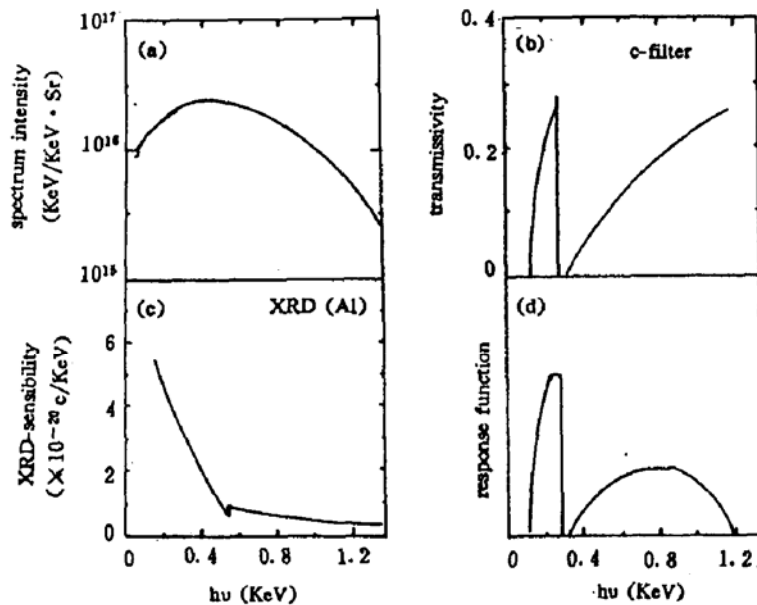 10¹⁷
(a)
10¹⁶
10¹⁵
spectrum intensity
(KeV/KeV • Sr)
(b)
c-filter
0.4
0.2
0
transmissivity
(c)
XRD (Al)
6
4
2
0
XRD-sensibility
(×10⁻²⁰ c/KeV)
0 0.4 0.8 1.2
hυ (KeV)
(d)
response function
0 0.4 0.8 1.2
hυ (KeV)